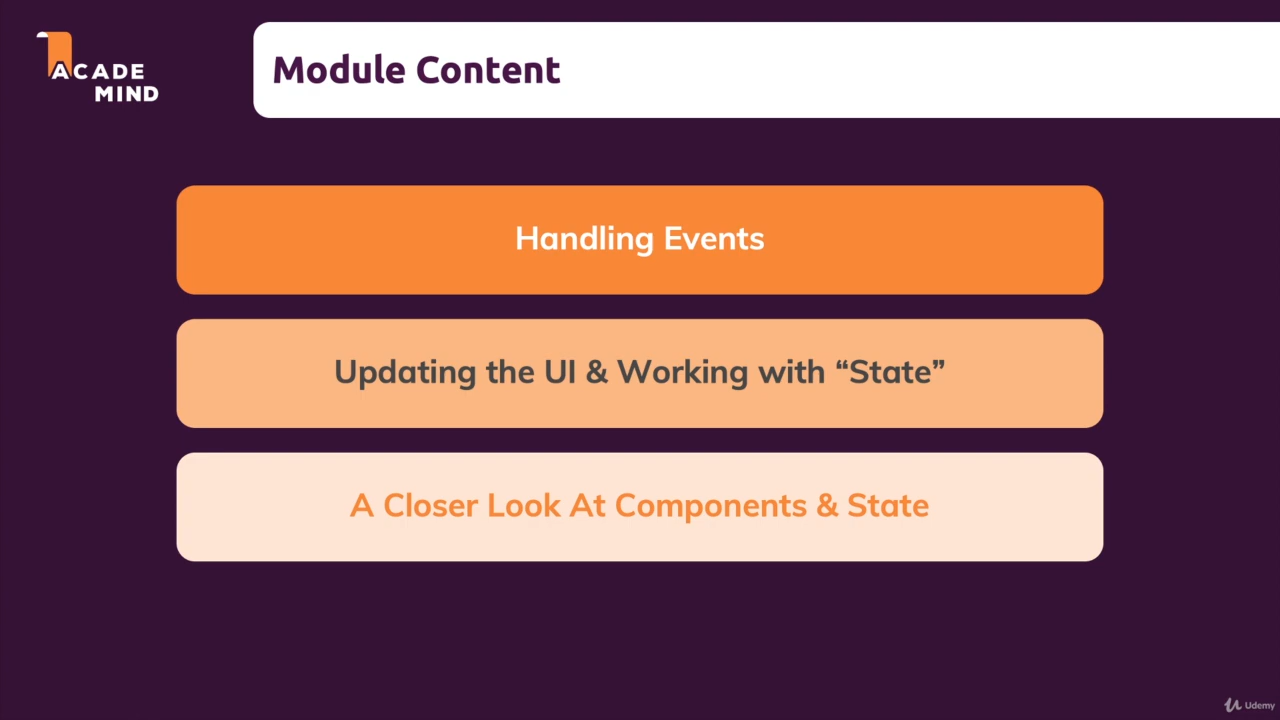 ACADE
MIND
Module Content
Handling Events
Updating the UI & Working with “State”
A Closer Look At Components & State
Udemy